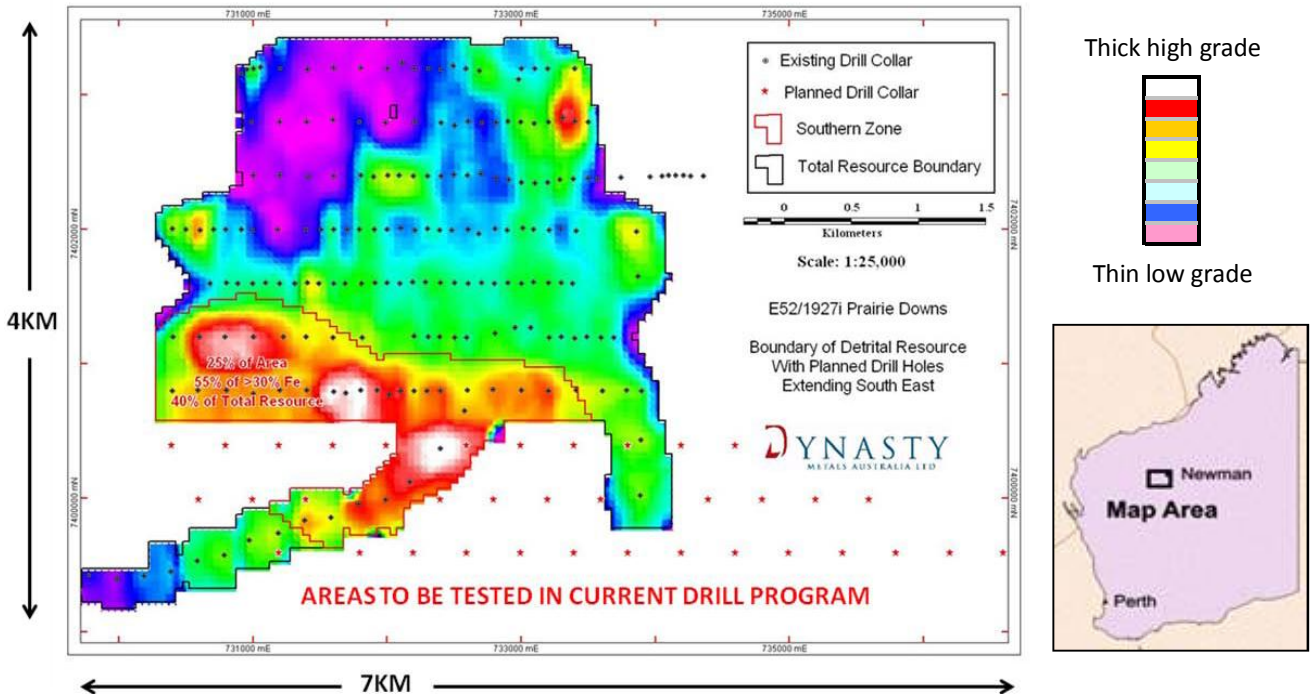 731000 mE
733000 mE
735000 mE
Existing Drill Collar
Planned Drill Collar
Southern Zone
Total Resource Boundary
0 0.5 1 1.5
Kilometers
Scale: 1:25,000
E52/1927i Prairie Downs
Boundary of Detrital Resource
With Planned Drill Holes
Extending South East
DYNASTY
METALS AUSTRALIA LTD
7402000 mN
7402000 mN
7400000 mN
7400000 mN
4KM
25% of Area
55% of >30% Fe
40% of Total Resource
AREAS TO BE TESTED IN CURRENT DRILL PROGRAM
731000 mE
733000 mE
735000 mE
7KM
Thick high grade
Thin low grade
Newman
Map Area
Perth